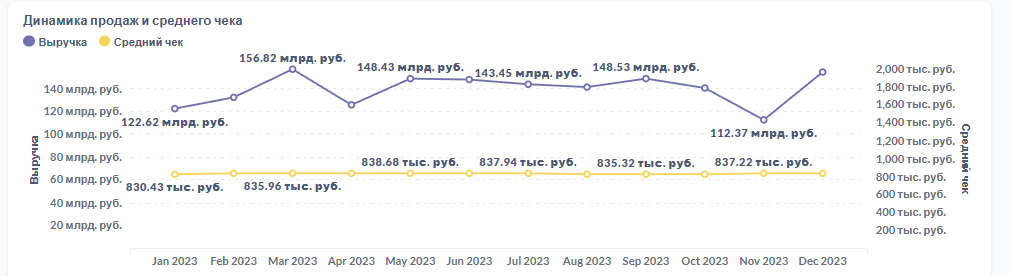 Динамика продаж и среднего чека
Выручка Средний чек
156.82 млрд. руб.
148.43 млрд. руб.
143.45 млрд. руб.
148.53 млрд. руб.
122.62 млрд. руб.
112.37 млрд. руб.
838.68 тыс. руб.
837.94 тыс. руб.
835.32 тыс. руб.
837.22 тыс. руб.
830.43 тыс. руб.
835.96 тыс. руб.
Выручка
140 млрд. руб.
120 млрд. руб.
100 млрд. руб.
80 млрд. руб.
60 млрд. руб.
40 млрд. руб.
20 млрд. руб.
2,000 тыс. руб.
1,800 тыс. руб.
1,600 тыс. руб.
1,400 тыс. руб.
1,200 тыс. руб.
1,000 тыс. руб.
800 тыс. руб.
600 тыс. руб.
400 тыс. руб.
200 тыс. руб.
Средний чек
Jan 2023 Feb 2023 Mar 2023 Apr 2023 May 2023 Jun 2023 Jul 2023 Aug 2023 Sep 2023 Oct 2023 Nov 2023 Dec 2023